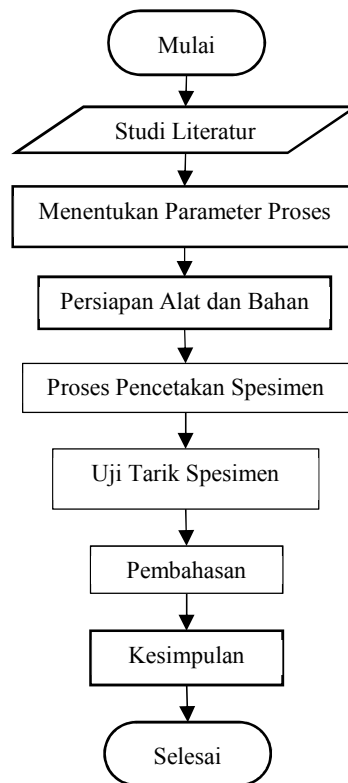 Mulai
Studi Literatur
Menentukan Parameter Proses
Persiapan Alat dan Bahan
Proses Pencetakan Spesimen
Uji Tarik Spesimen
Pembahasan
Kesimpulan
Selesai